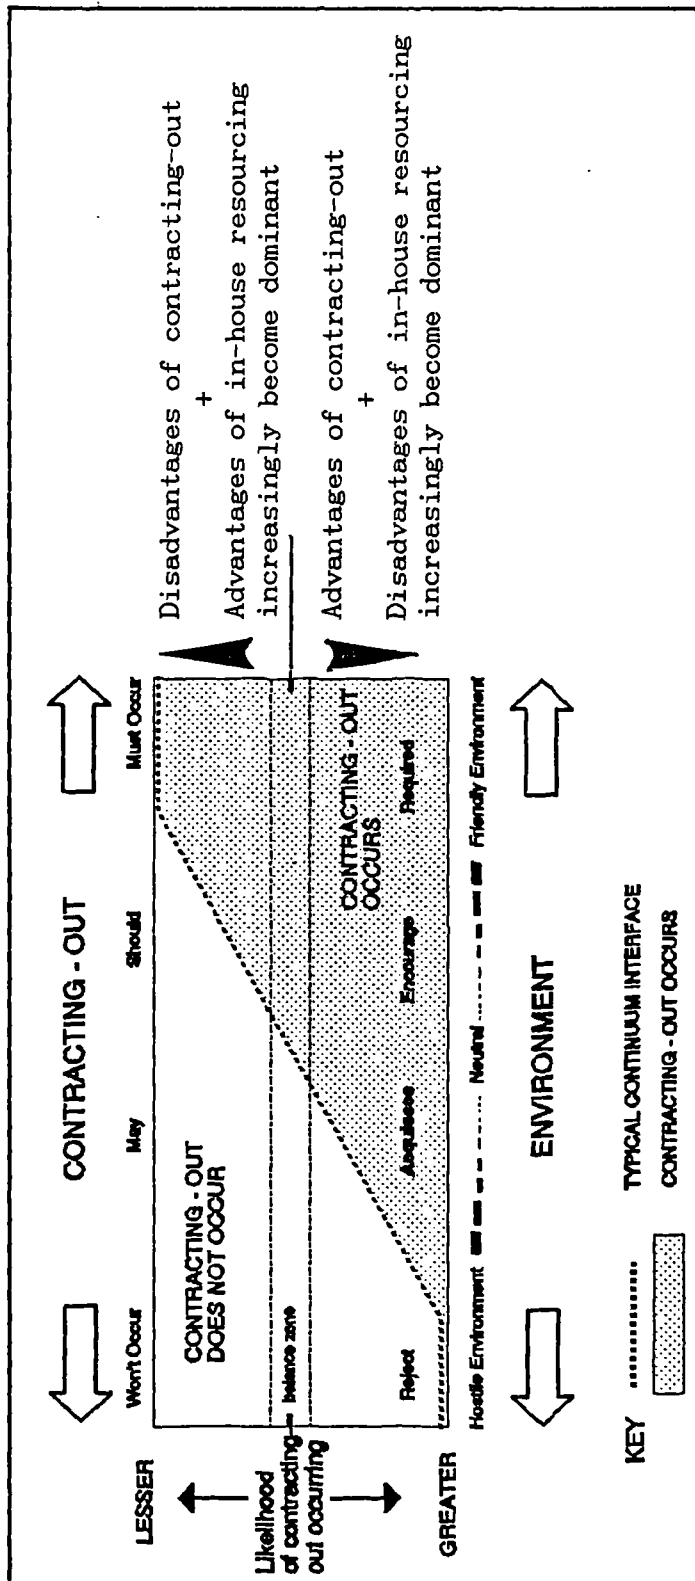 CONTRACTING - OUT
Won't Occur May Should Must Occur
LESSER
Likelihood
of contracting
out occurring
GREATER
CONTRACTING - OUT
DOES NOT OCCUR
balance zone
CONTRACTING - OUT
OCCURS
Reject Acquiesce Encourage Required
Hostile Environment Neutral Friendly Environment
ENVIRONMENT
Disadvantages of contracting-out
+
Advantages of in-house resourcing
increasingly become dominant
Advantages of contracting-out
+
Disadvantages of in-house resourcing
increasingly become dominant
KEY
TYPICAL CONTINUUM INTERFACE
CONTRACTING - OUT OCCURS